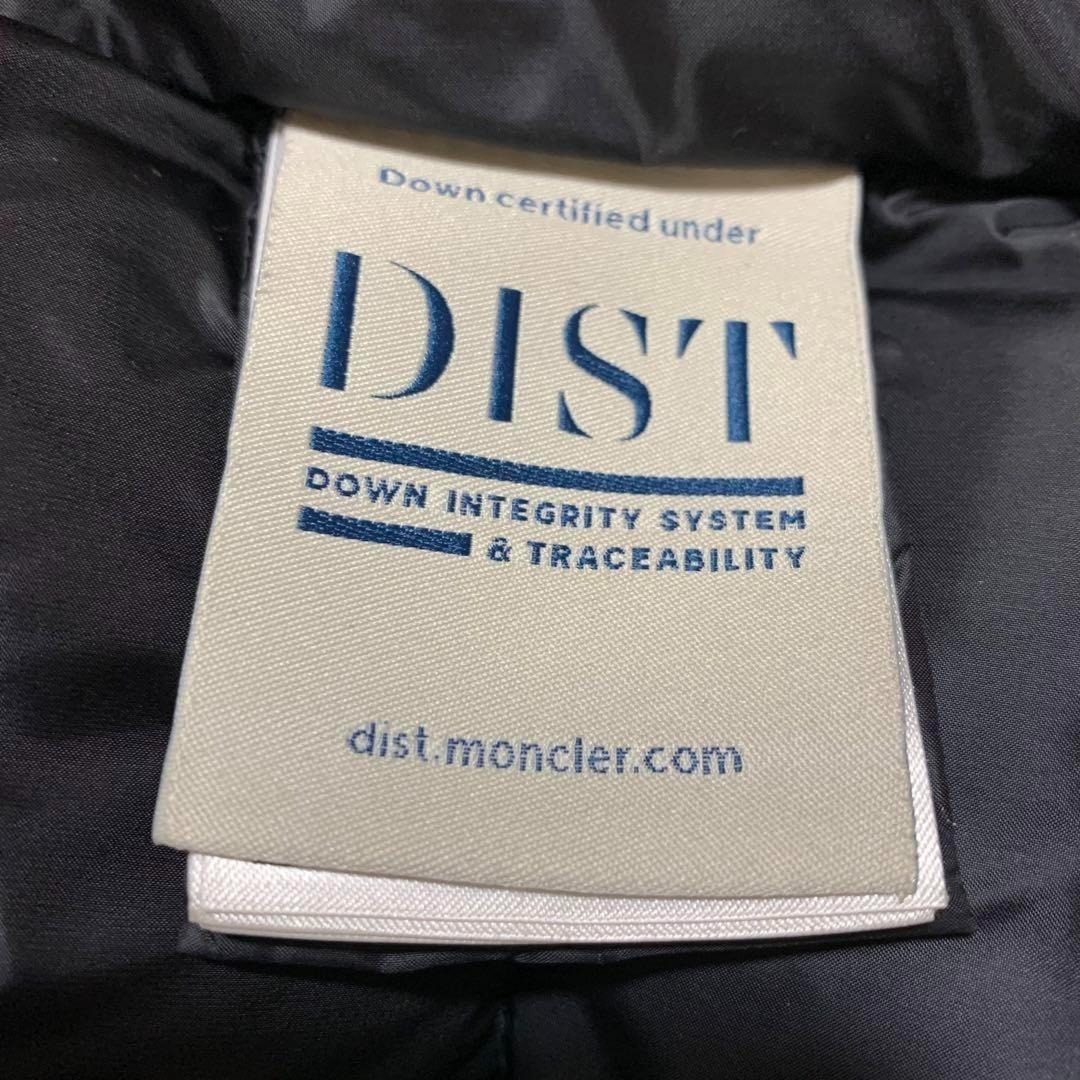 Down certified under
DIST
DOWN INTEGRITY SYSTEM
& TRACEABILITY
dist.moncler.com